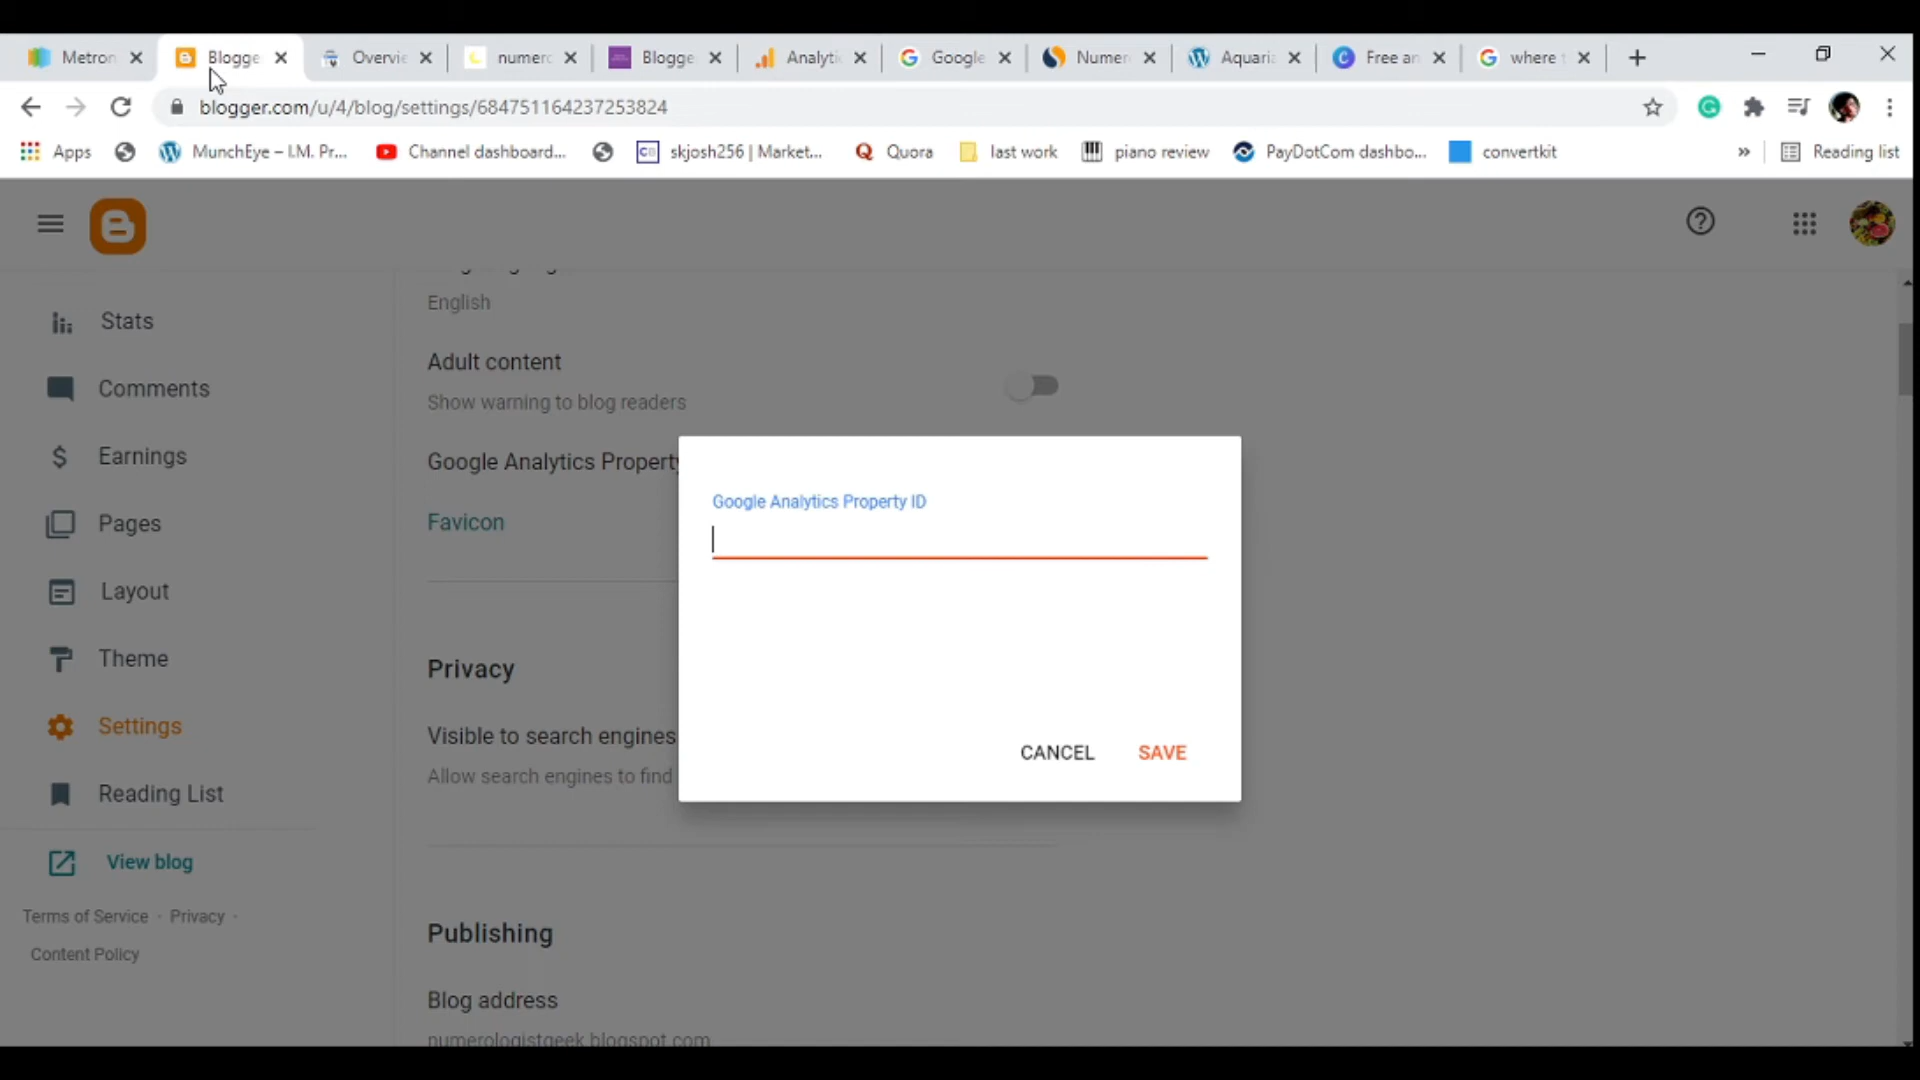 Metron
Blogge
Overvie
numero
Blogge
Analytic
Google
Numer
Aquaria
Free an
where t
blogger.com/u/4/blog/settings/684751164237253824
Apps
MunchEye – I.M. Pr...
Channel dashboard...
skjosh256 | Market...
Quora
last work
piano review
PayDotCom dashbo...
convertkit
»
Reading list
English
Stats
Adult content
Show warning to blog readers
Comments
Earnings
Google Analytics Property
Google Analytics Property ID
Pages
Favicon
Layout
Theme
Privacy
Settings
Visible to search engines
Allow search engines to find
CANCEL
SAVE
Reading List
View blog
Terms of Service · Privacy ·
Content Policy
Publishing
Blog address
numerologistgeek.blogspot.com